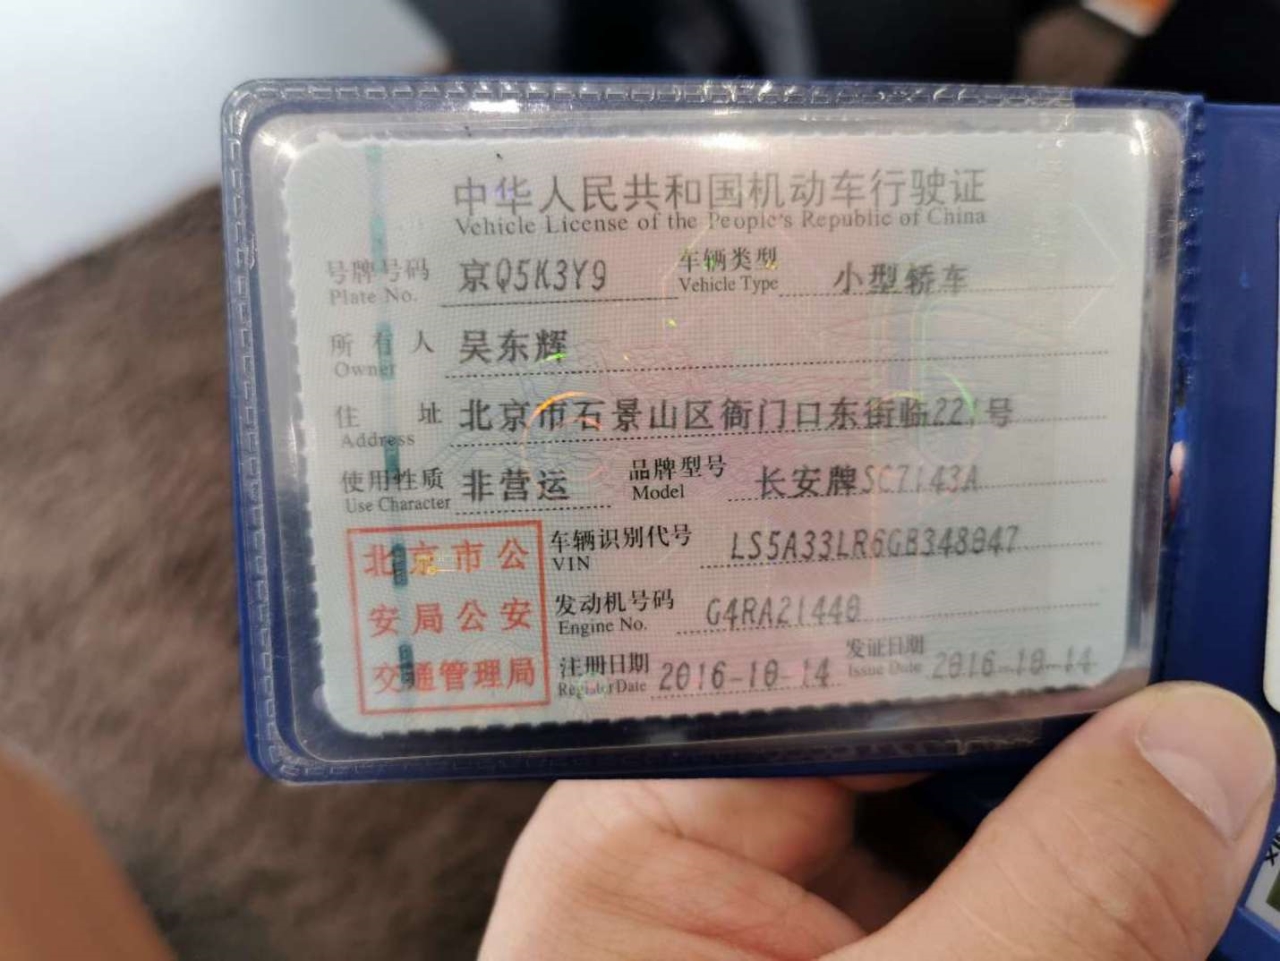 中华人民共和国机动车行驶证
Vehicle License of the People's Republic of China
号牌号码 京Q5K3Y9 车辆类型 小型轿车
Plate No. Vehicle Type
所有人 吴东辉
Owner
住址 北京市石景山区衙门口东街临221号
Address
使用性质 非营运 品牌型号 长安牌SC7143A
Use Character Model
北京市公
安局公安
交通管理局
车辆识别代号 LS5A33LR6GB348047
VIN
发动机号码 G4RA21440
Engine No.
注册日期 2016-10-14 发证日期 2016-10-14
Register Date Issue Date